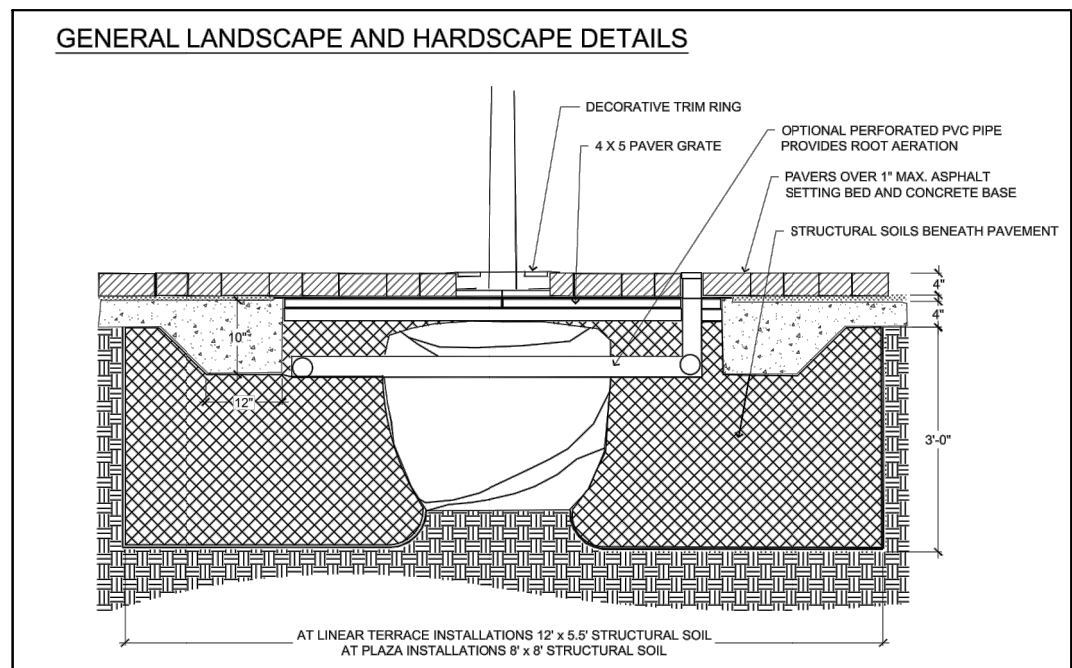 GENERAL LANDSCAPE AND HARDSCAPE DETAILS
DECORATIVE TRIM RING
4 X 5 PAVER GRATE
OPTIONAL PERFORATED PVC PIPE
PROVIDES ROOT AERATION
PAVERS OVER 1" MAX. ASPHALT
SETTING BED AND CONCRETE BASE
STRUCTURAL SOILS BENEATH PAVEMENT
4"
4"
10"
12"
3'-0"
AT LINEAR TERRACE INSTALLATIONS 12' x 5.5' STRUCTURAL SOIL
AT PLAZA INSTALLATIONS 8' x 8' STRUCTURAL SOIL